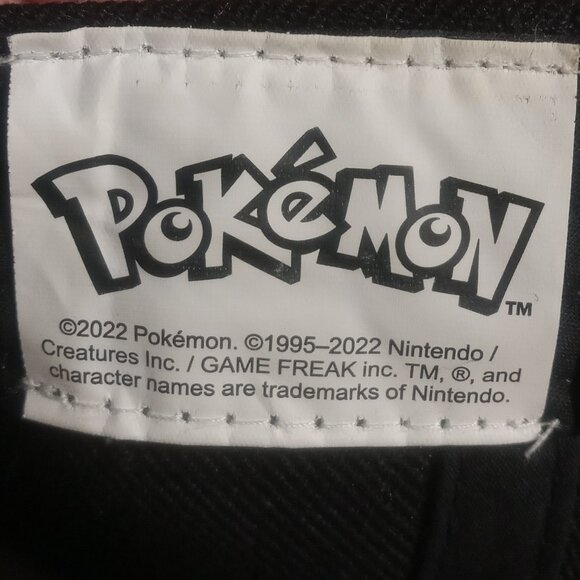 POKéMON
TM
©2022 Pokémon. ©1995–2022 Nintendo /
Creatures Inc. / GAME FREAK inc. TM, ®, and
character names are trademarks of Nintendo.